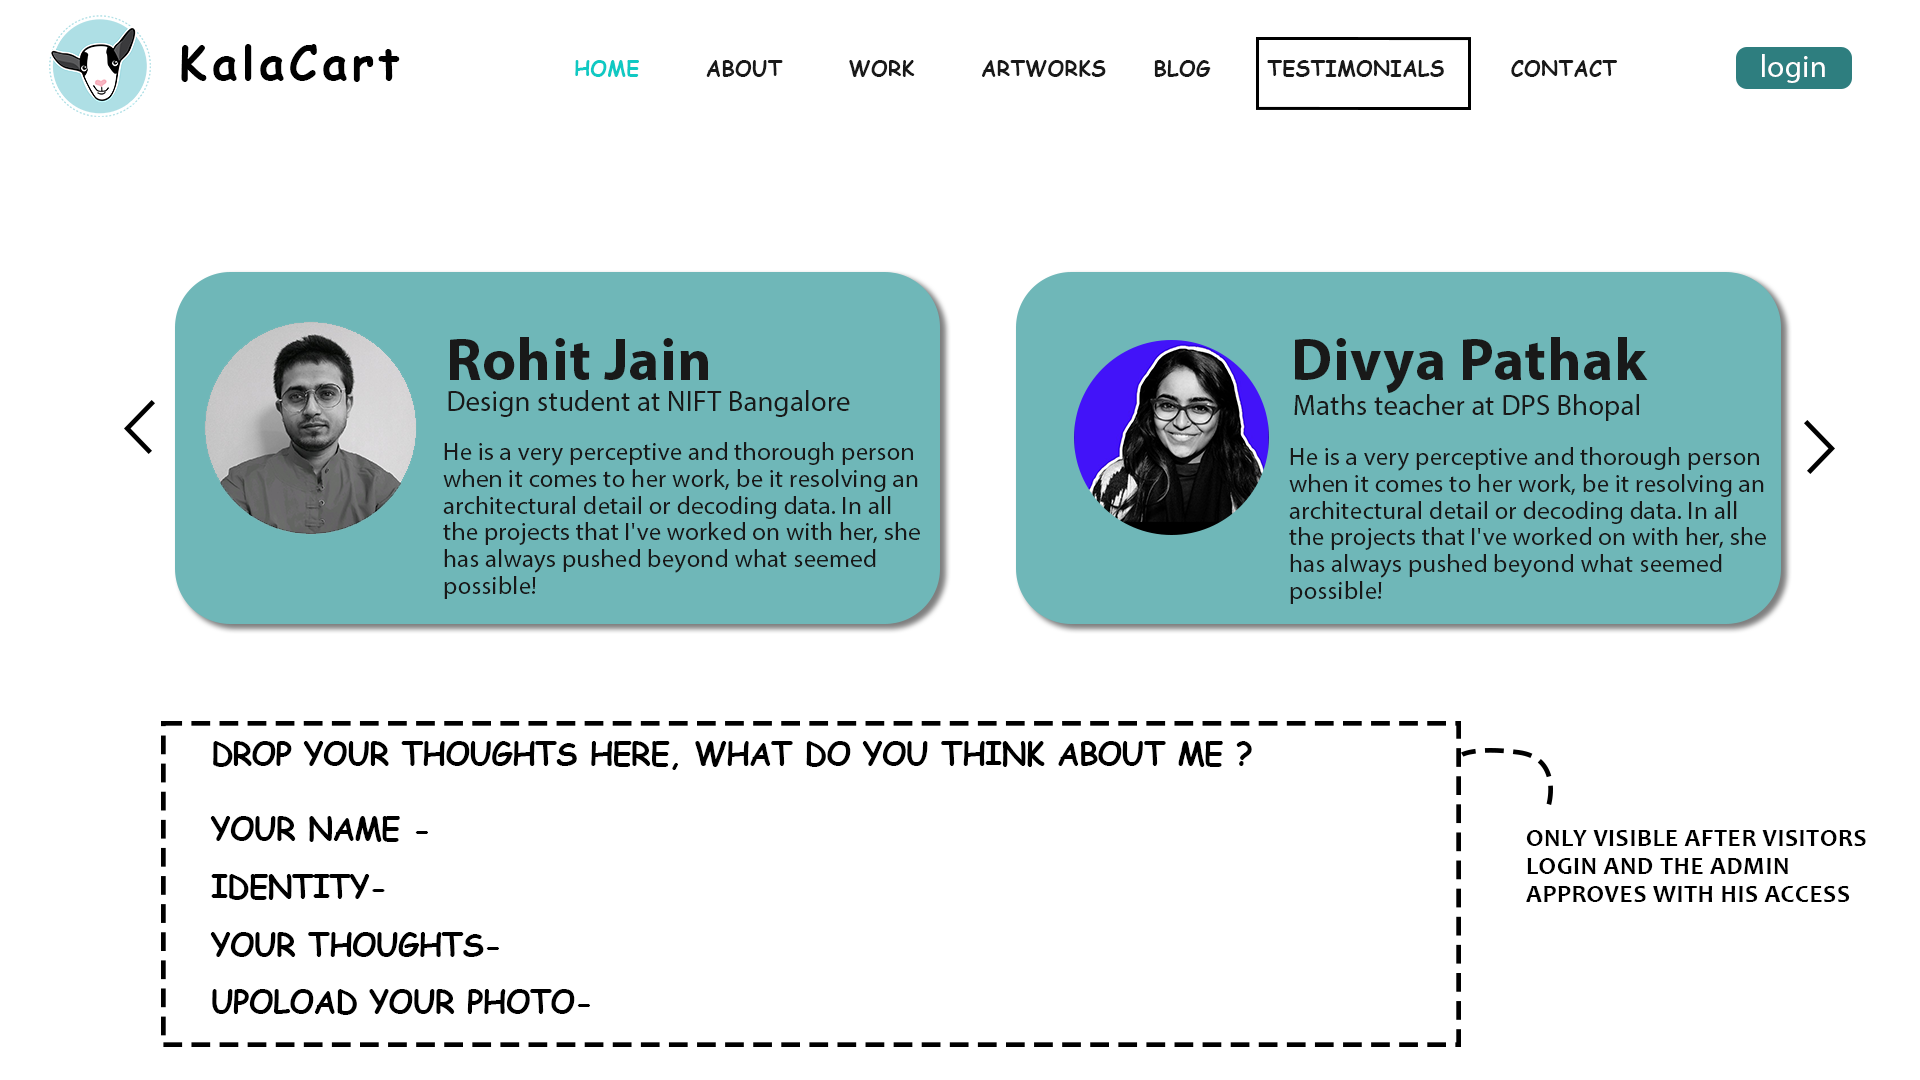 KalaCart
HOME ABOUT WORK ARTWORKS BLOG TESTIMONIALS CONTACT login
Rohit Jain
Design student at NIFT Bangalore
He is a very perceptive and thorough person
when it comes to her work, be it resolving an
architectural detail or decoding data. In all
the projects that I've worked on with her, she
has always pushed beyond what seemed
possible!
Divya Pathak
Maths teacher at DPS Bhopal
He is a very perceptive and thorough person
when it comes to her work, be it resolving an
architectural detail or decoding data. In all
the projects that I've worked on with her, she
has always pushed beyond what seemed
possible!
DROP YOUR THOUGHTS HERE, WHAT DO YOU THINK ABOUT ME ?
YOUR NAME -
IDENTITY-
YOUR THOUGHTS-
UPOLOAD YOUR PHOTO-
ONLY VISIBLE AFTER VISITORS
LOGIN AND THE ADMIN
APPROVES WITH HIS ACCESS